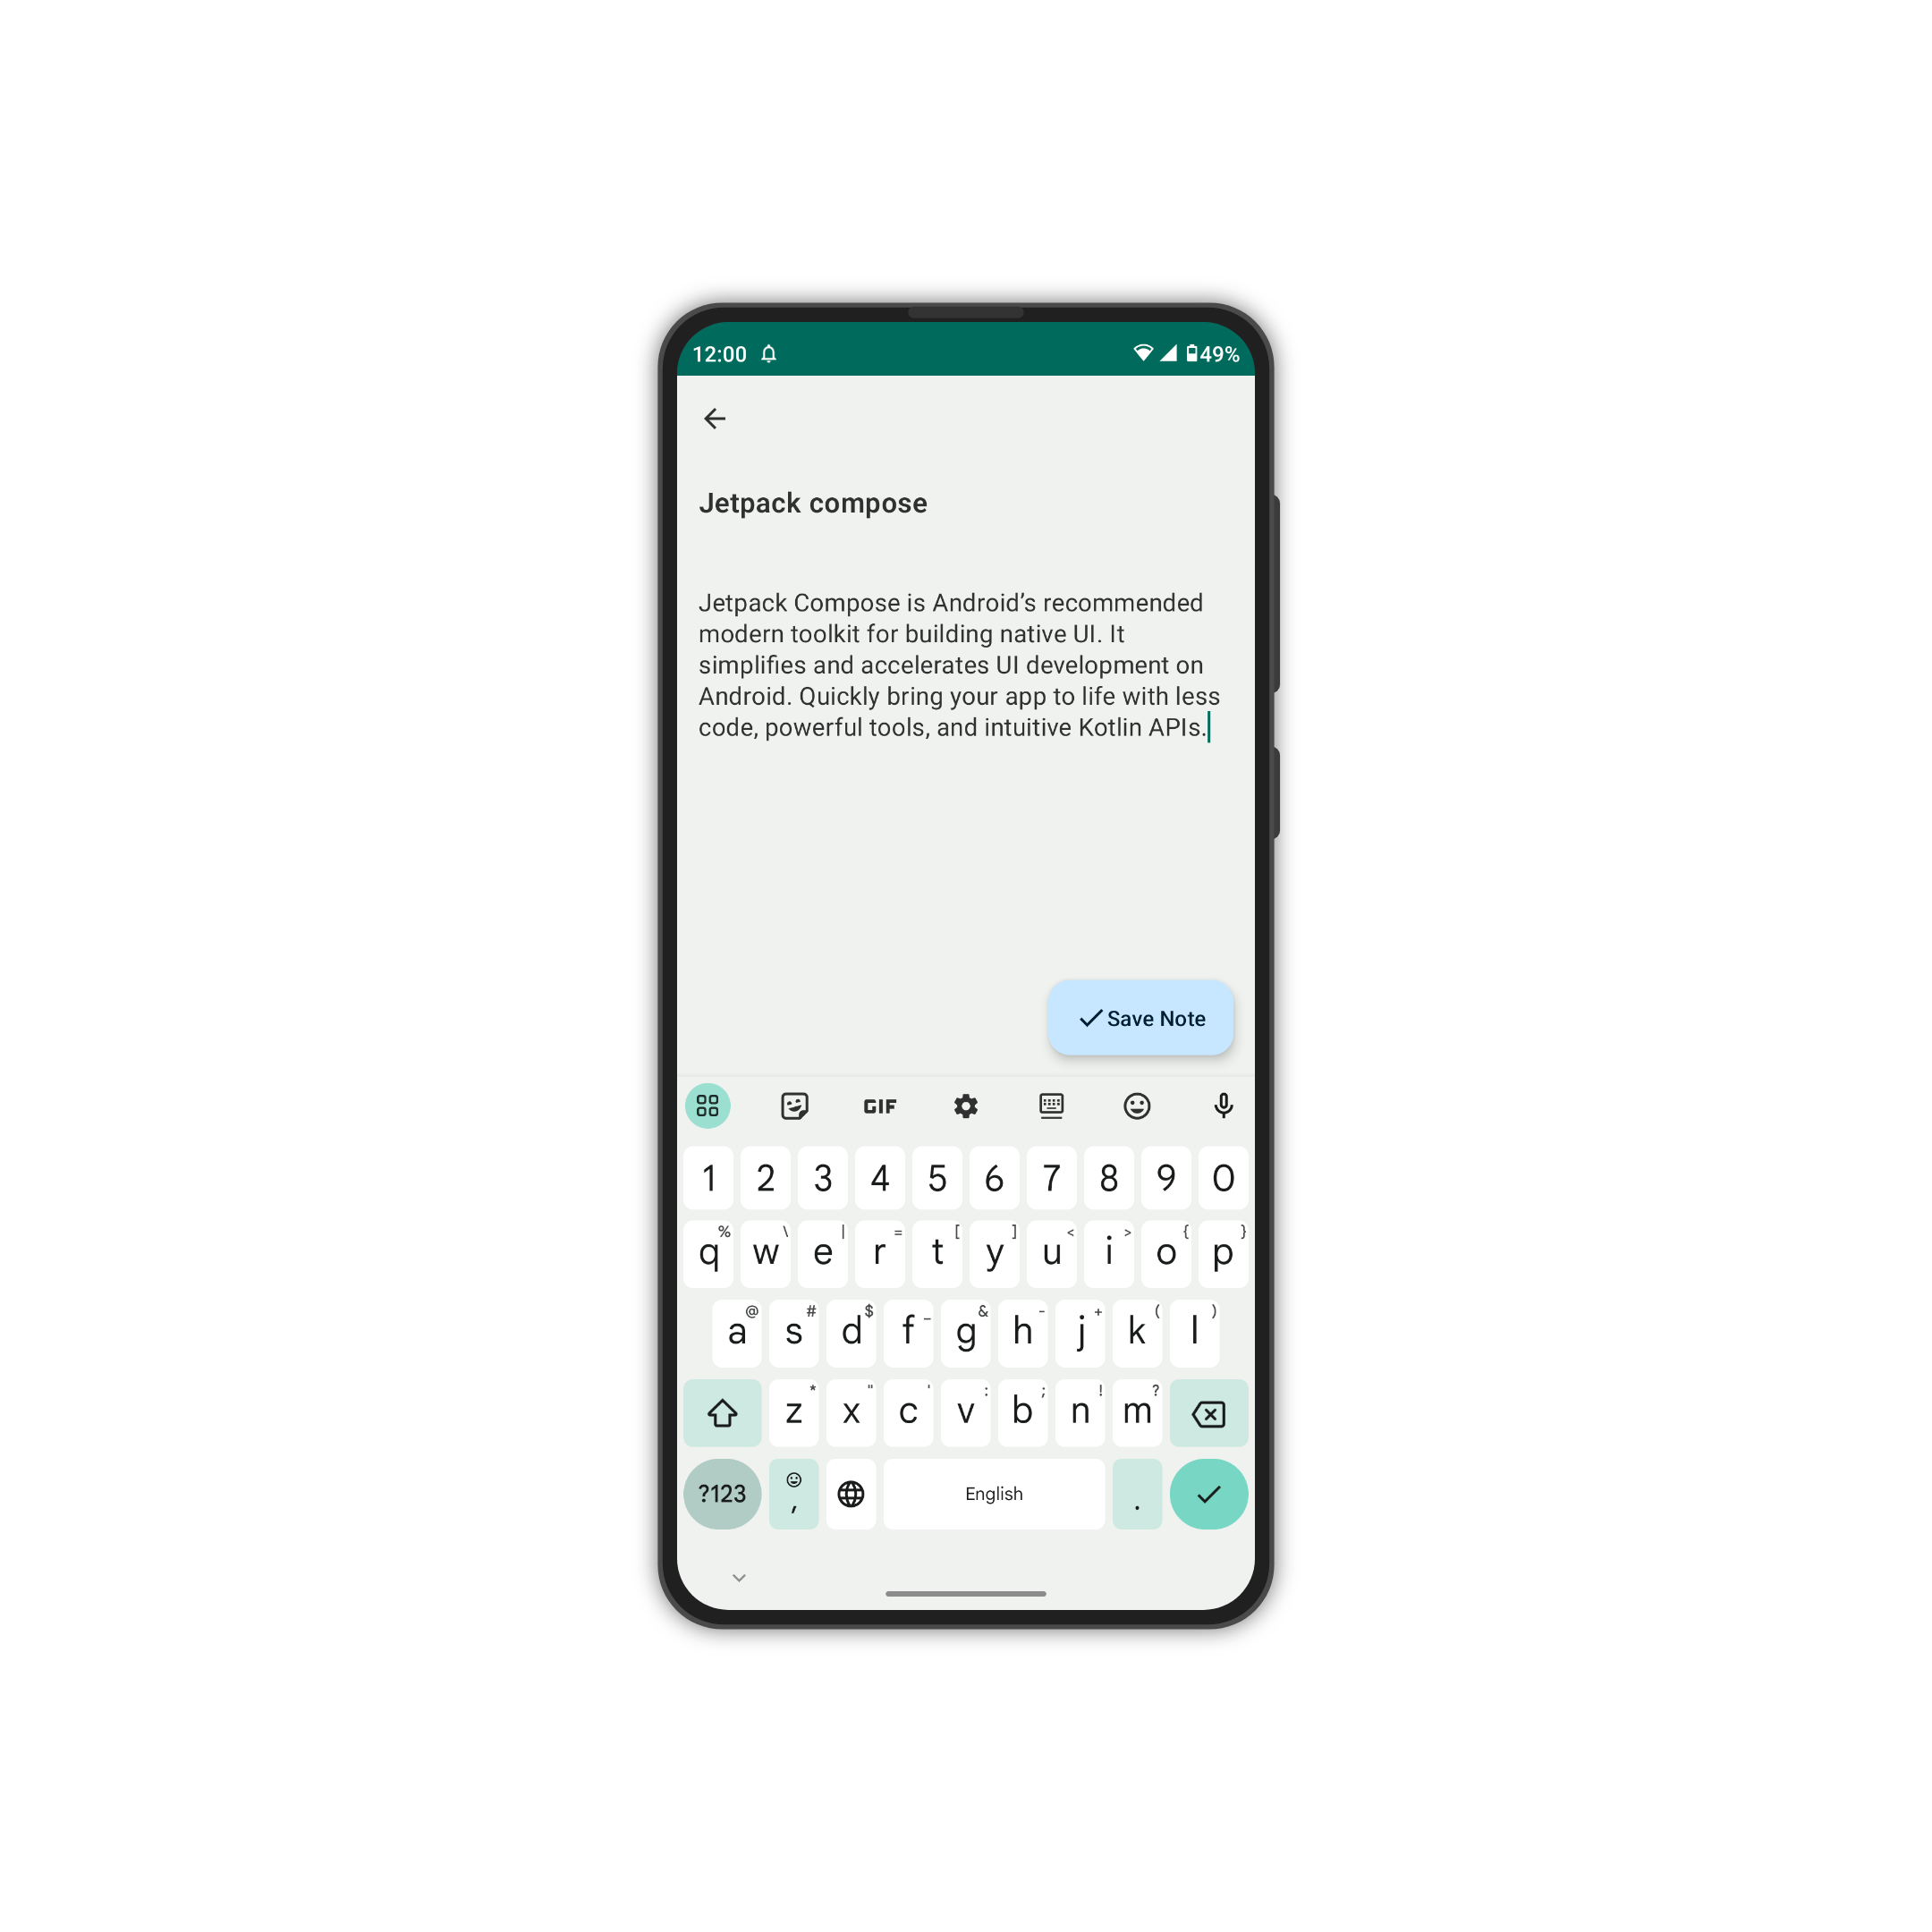 12:00 49%
Jetpack compose
Jetpack Compose is Android’s recommended
modern toolkit for building native UI. It
simplifies and accelerates UI development on
Android. Quickly bring your app to life with less
code, powerful tools, and intuitive Kotlin APIs.
Save Note
GIF
1 2 3 4 5 6 7 8 9 0
q % w \ e | r = t [ y ] u < i > o { p }
a @ s # d $ f _ g & h - j + k ( l )
z * x " c ' v : b ; n ! m ?
?123 , English .